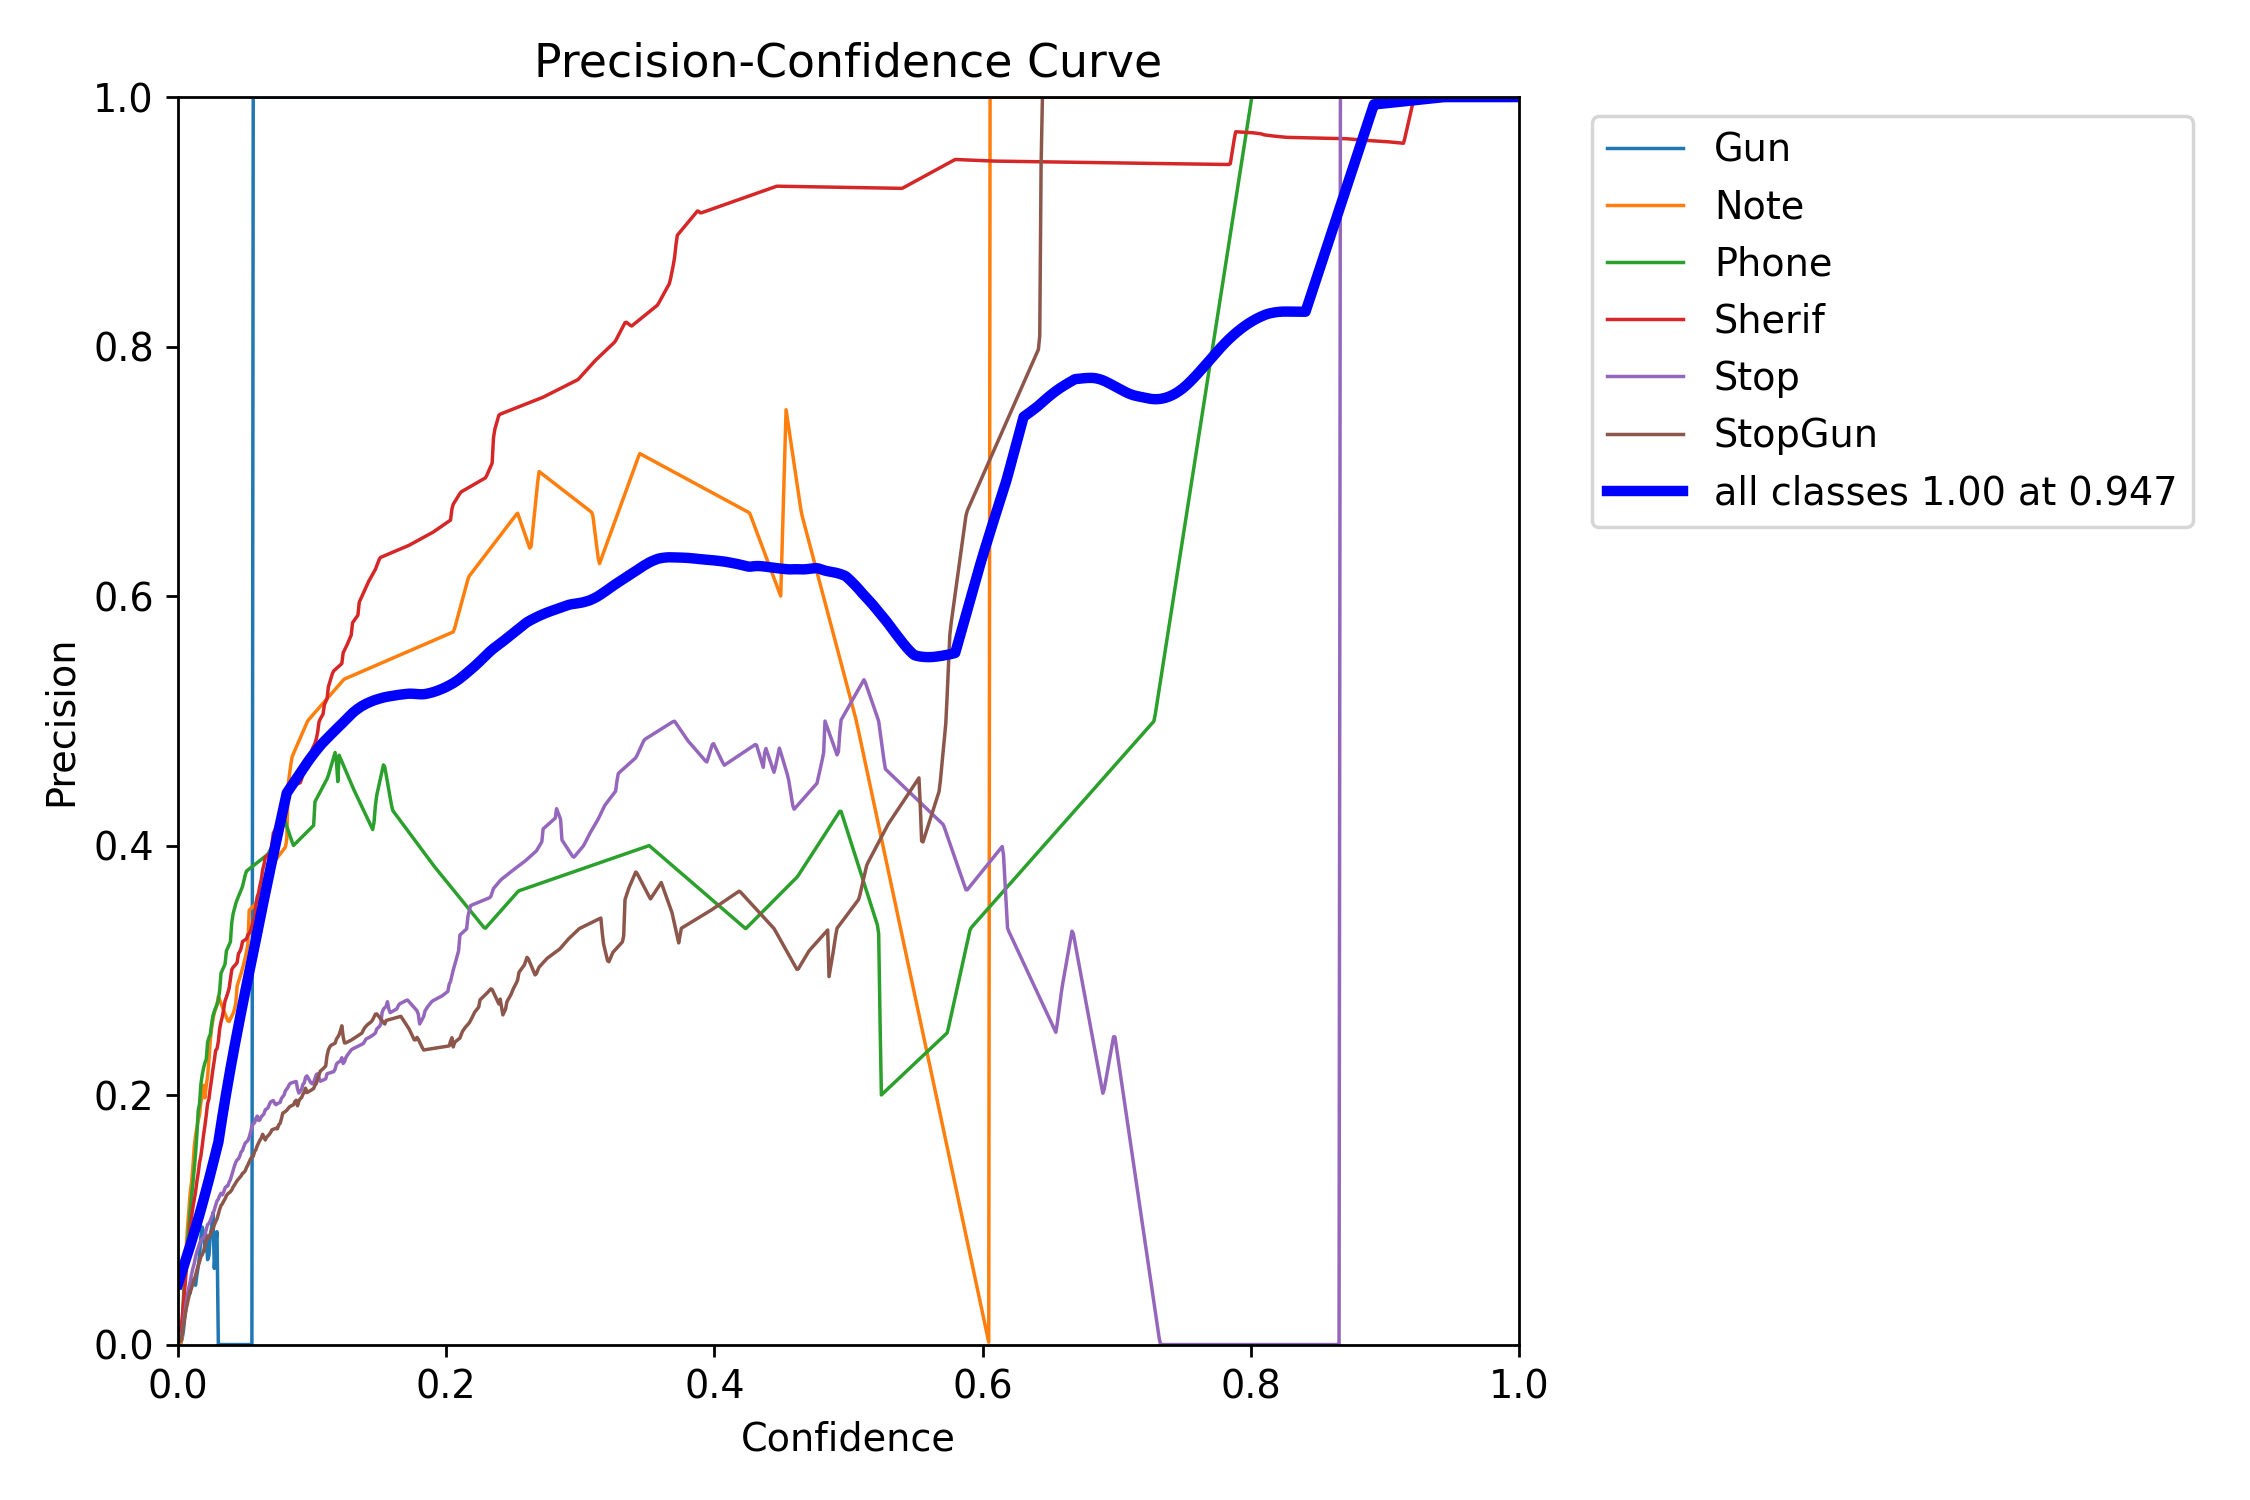 Precision-Confidence Curve
1.0
0.8
0.6
0.4
0.2
0.0
Precision
0.0 0.2 0.4 0.6 0.8 1.0
Confidence
Gun
Note
Phone
Sherif
Stop
StopGun
all classes 1.00 at 0.947